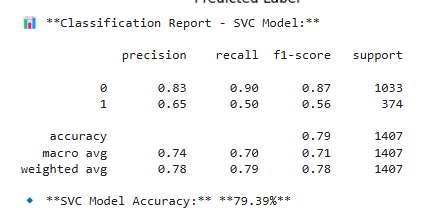 Predicted Label
📊 **Classification Report - SVC Model:**
precision recall f1-score support
0 0.83 0.90 0.87 1033
1 0.65 0.50 0.56 374
accuracy 0.79 1407
macro avg 0.74 0.70 0.71 1407
weighted avg 0.78 0.79 0.78 1407
🔹 **SVC Model Accuracy:** **79.39%**